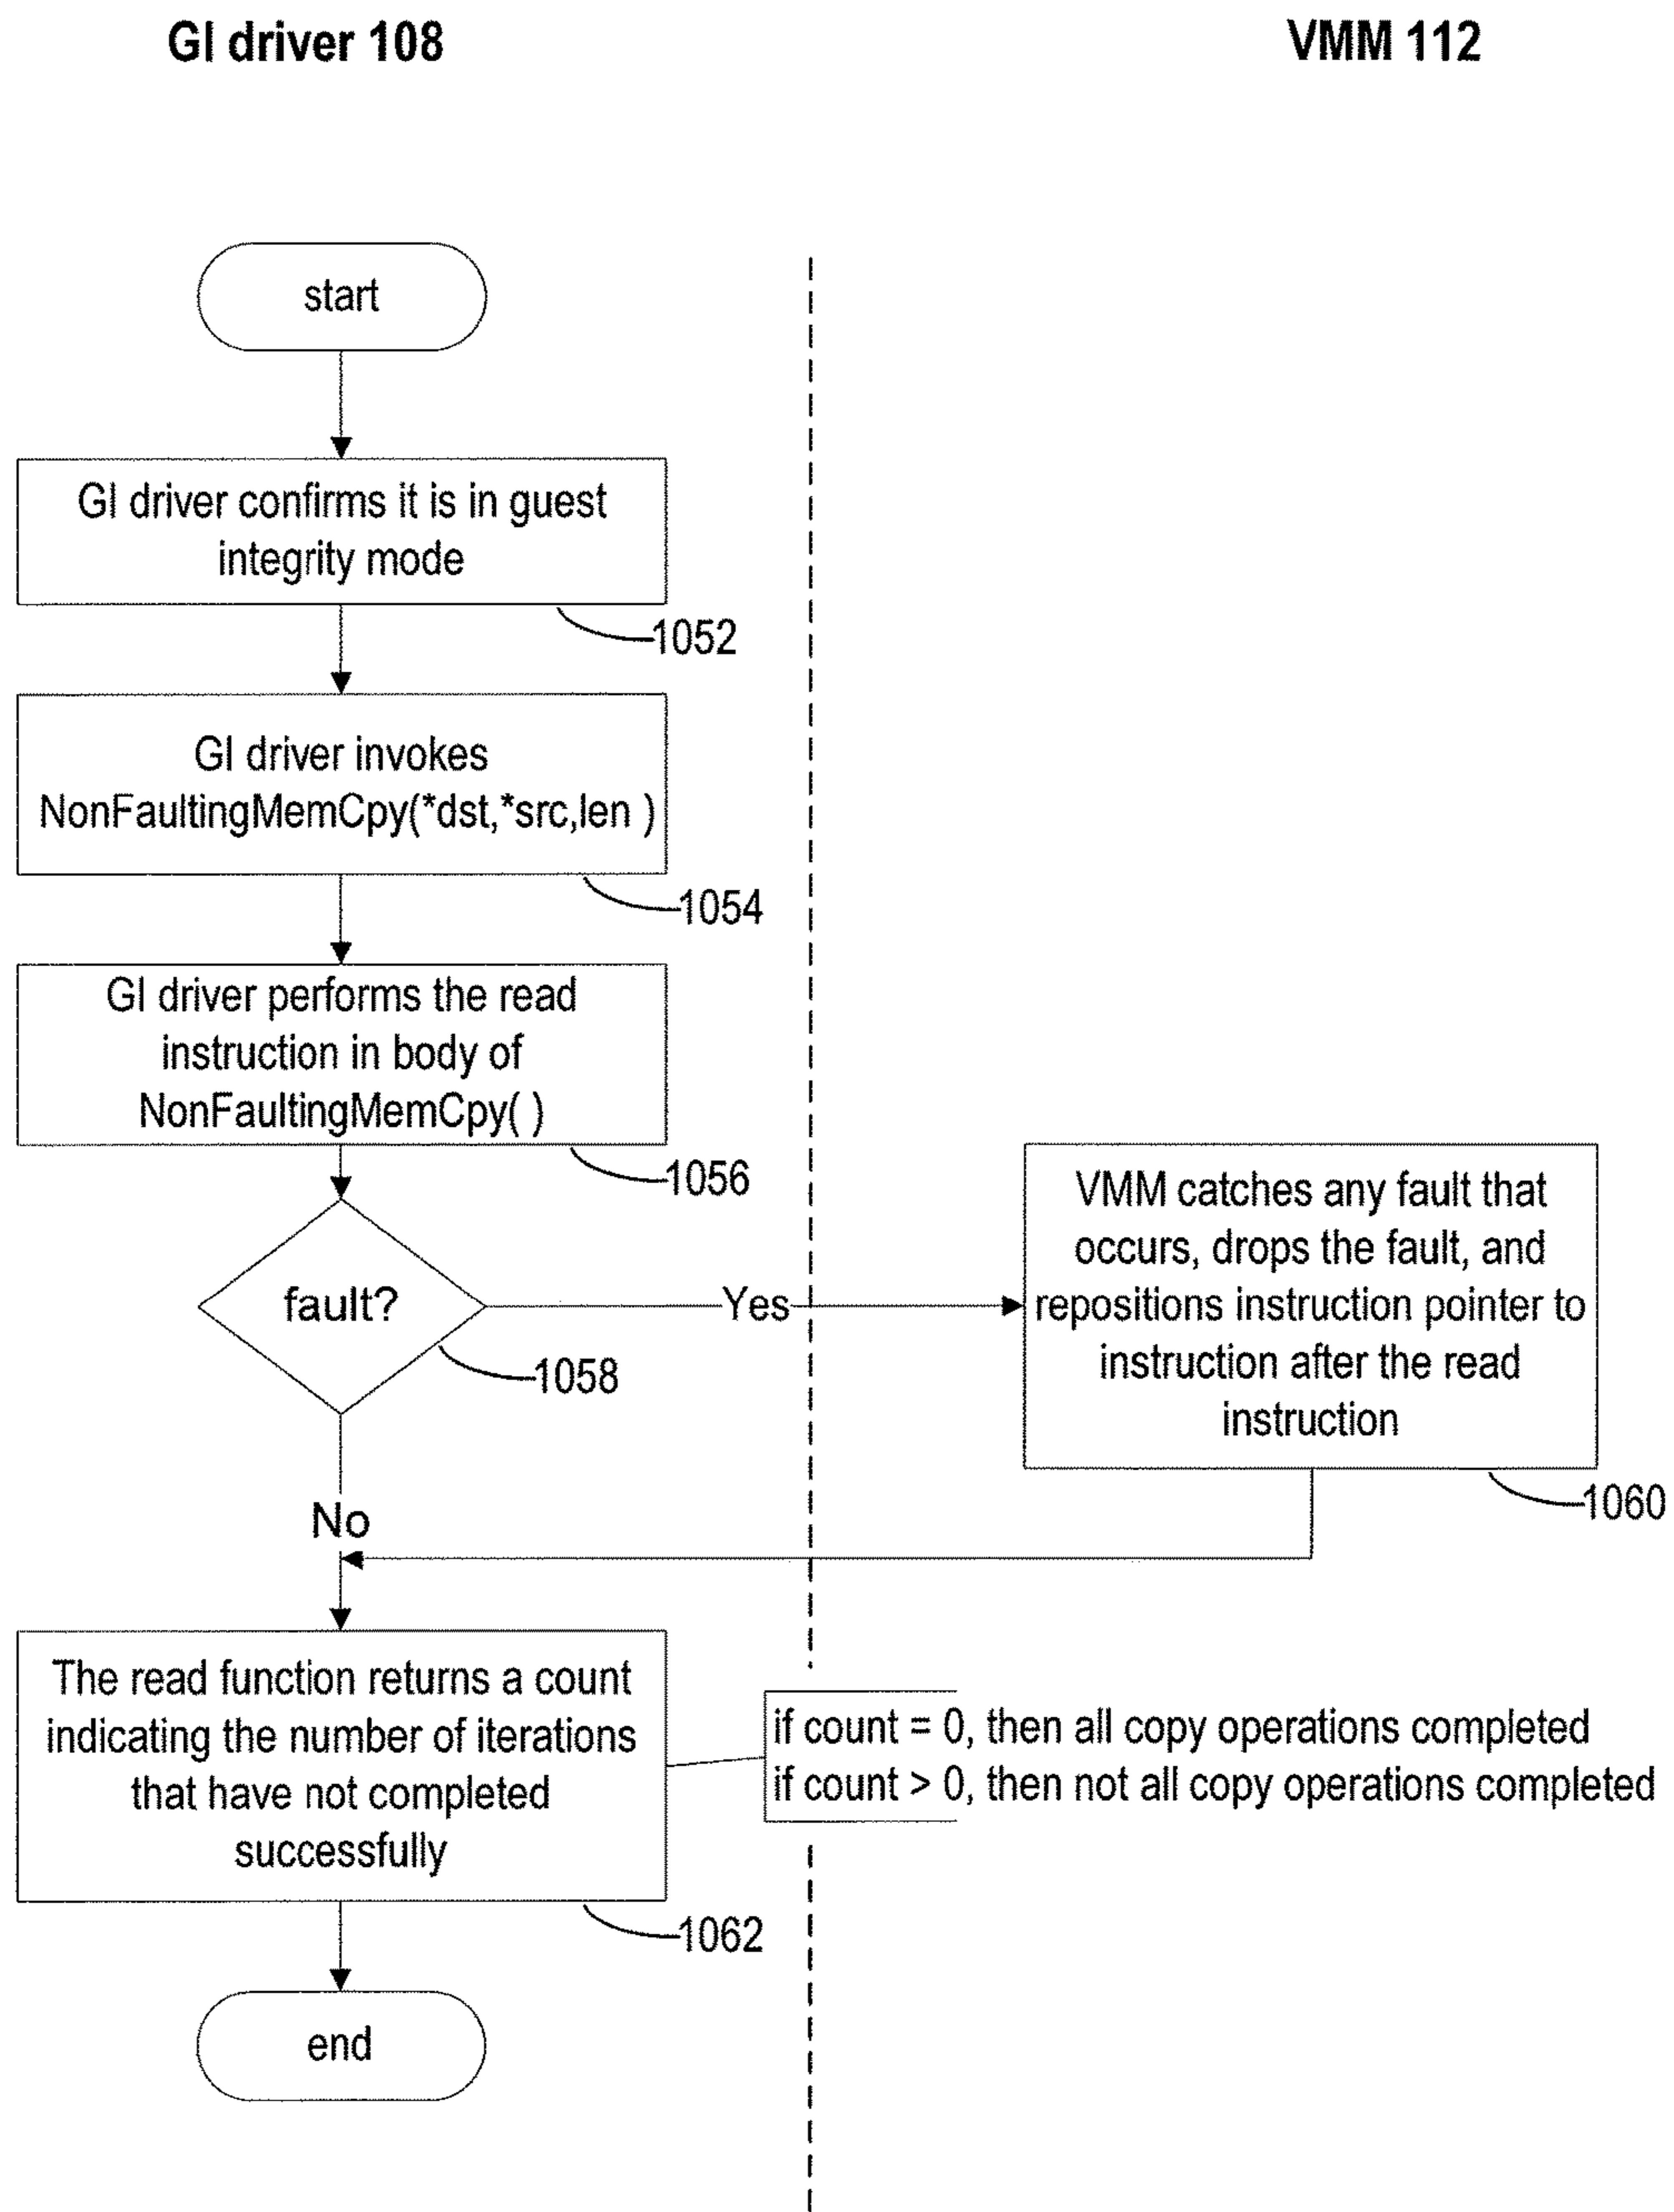 GI driver 108
VMM 112
start
GI driver confirms it is in guest
integrity mode
1052
GI driver invokes
NonFaultingMemCpy(*dst,*src,len )
1054
GI driver performs the read
instruction in body of
NonFaultingMemCpy( )
1056
fault?
Yes
1058
VMM catches any fault that
occurs, drops the fault, and
repositions instruction pointer to
instruction after the read
instruction
1060
No
The read function returns a count
indicating the number of iterations
that have not completed
successfully
1062
if count = 0, then all copy operations completed
if count > 0, then not all copy operations completed
end